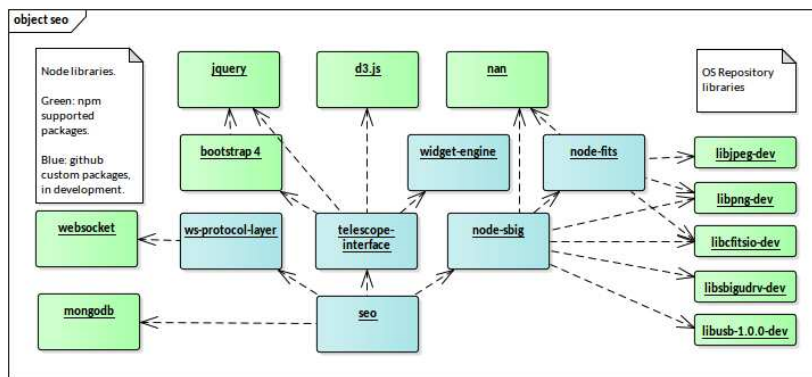 object seo
Node libraries.
Green: npm
supported
packages.
Blue: github
custom packages,
in development.
jquery
d3.js
nan
OS Repository
libraries
bootstrap 4
widget-engine
node-fits
libjpeg-dev
libpng-dev
websocket
ws-protocol-layer
telescope-
interface
node-sbig
libcfitsio-dev
libsbigudrv-dev
mongodb
seo
libusb-1.0.0-dev